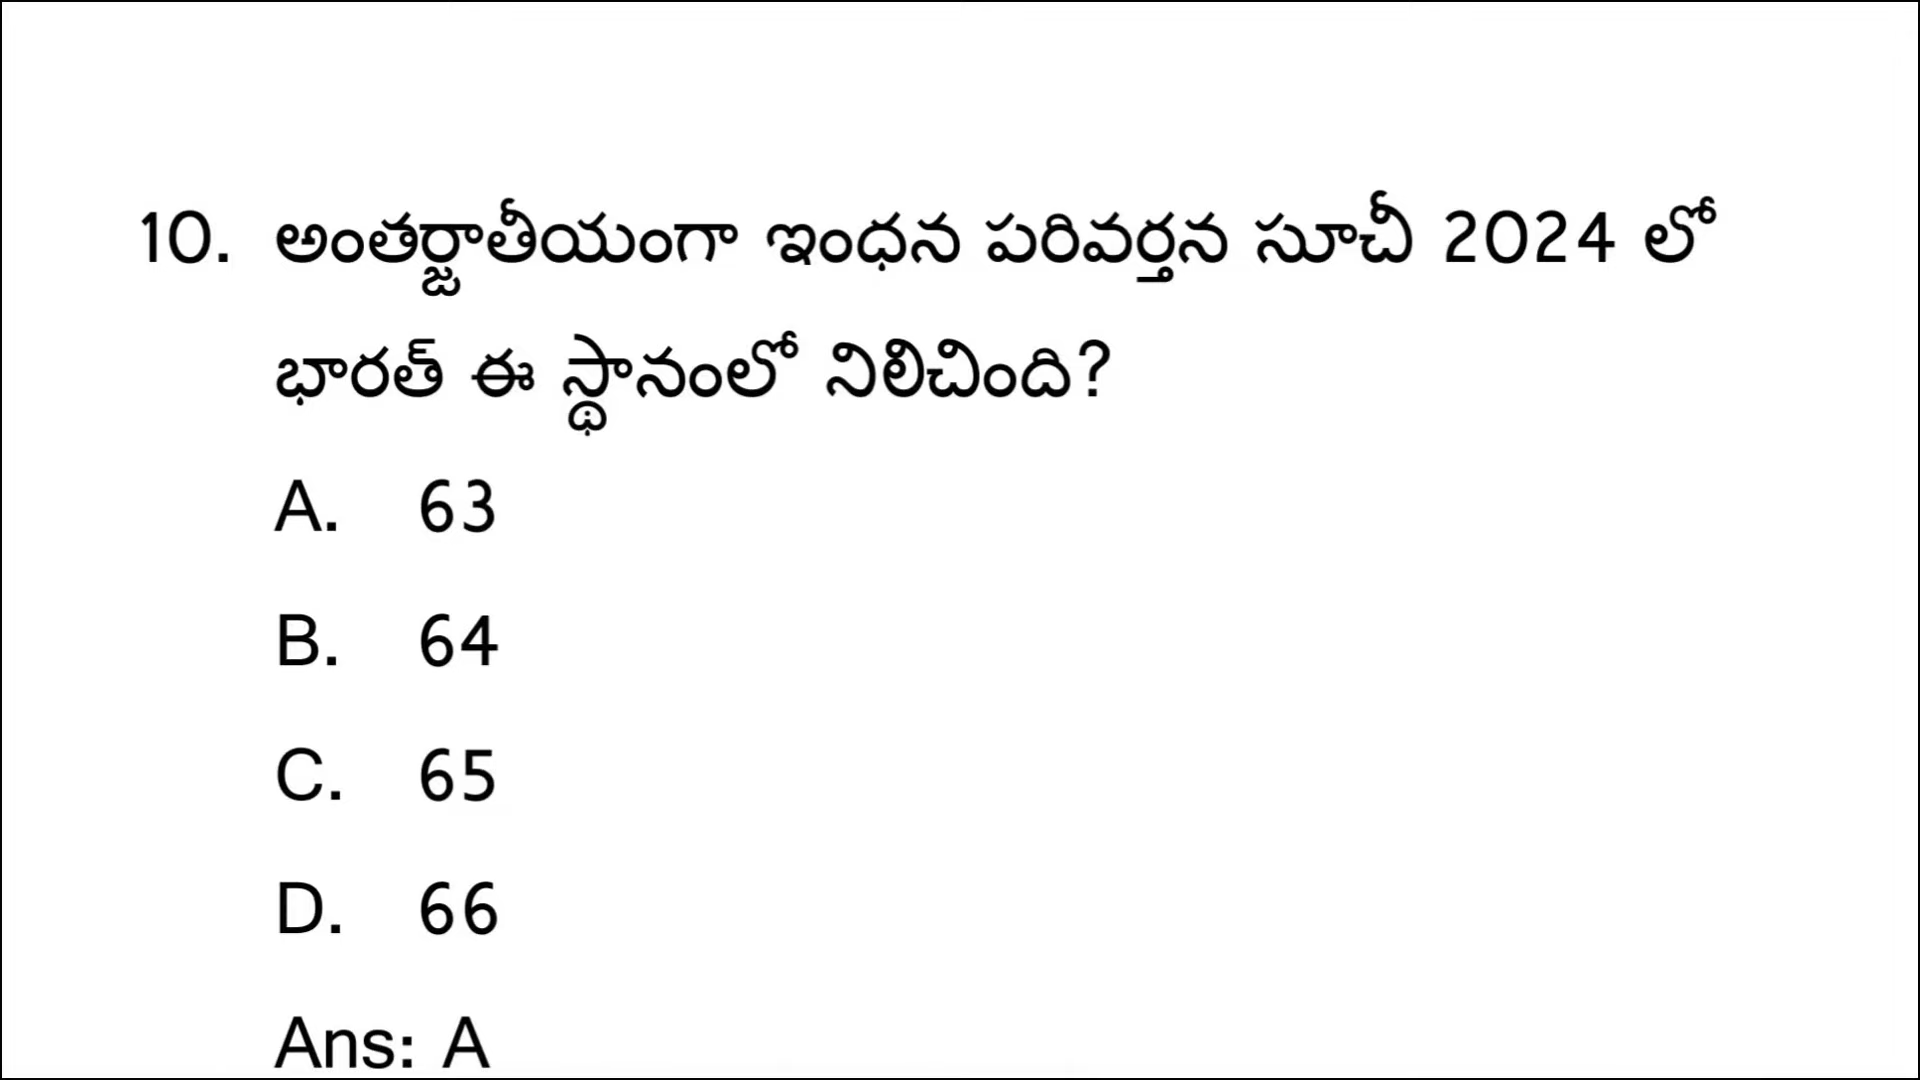 10. అంతర్జాతీయంగా ఇంధన పరివర్తన సూచీ 2024 లో
భారత్ ఈ స్థానంలో నిలిచింది?
A. 63
B. 64
C. 65
D. 66
Ans: A